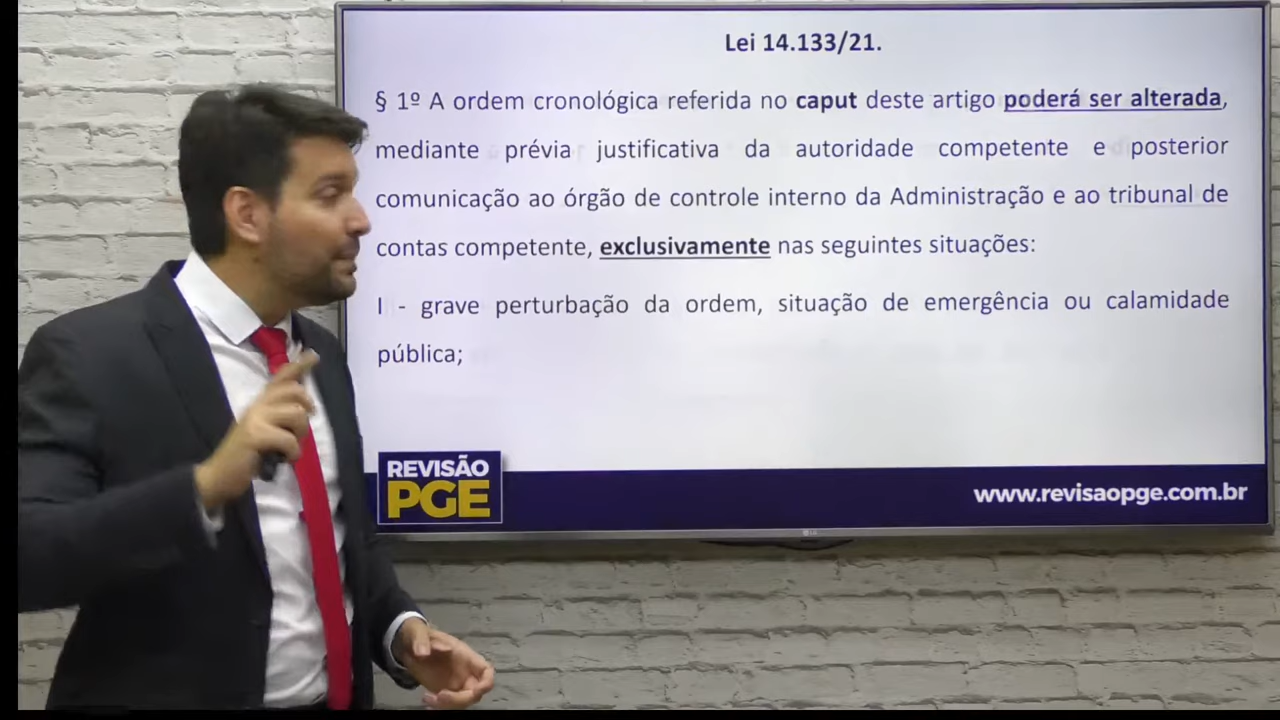 Lei 14.133/21.
§ 1º A ordem cronológica referida no caput deste artigo poderá ser alterada,
mediante prévia justificativa da autoridade competente e posterior
comunicação ao órgão de controle interno da Administração e ao tribunal de
contas competente, exclusivamente nas seguintes situações:
I - grave perturbação da ordem, situação de emergência ou calamidade
pública;
REVISÃO
PGE
www.revisaopge.com.br
LG